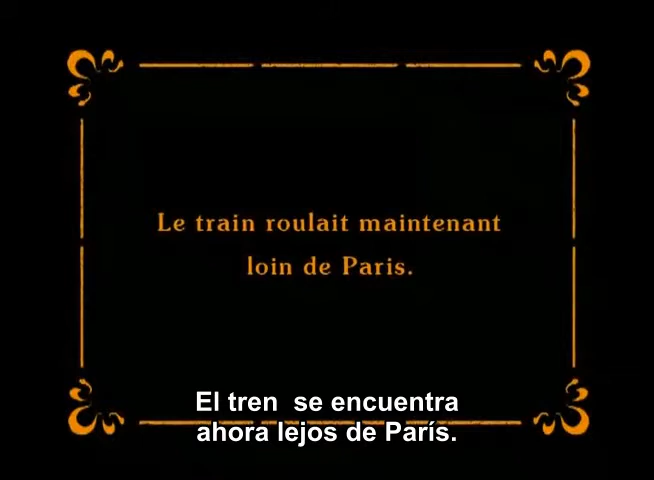 Le train roulait maintenant
loin de Paris.
El tren  se encuentra
ahora lejos de París.